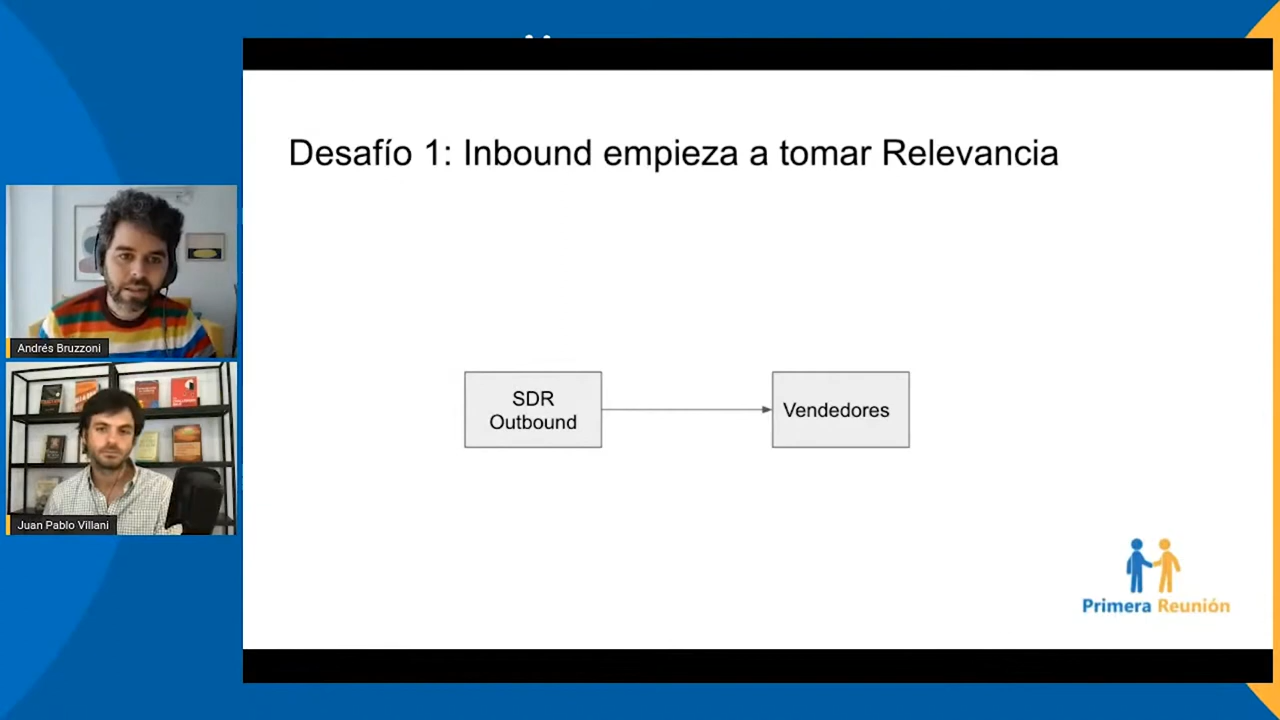 Desafío 1: Inbound empieza a tomar Relevancia
SDR
Outbound
Vendedores
Primera Reunión
Andrés Bruzzoni
Juan Pablo Villani